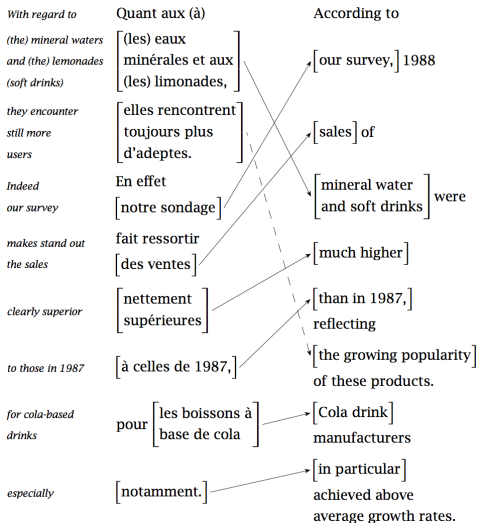 With regard to
(the) mineral waters
and (the) lemonades
(soft drinks)
they encounter
still more
users
Indeed
our survey
makes stand out
the sales
clearly superior
to those in 1987
for cola-based
drinks
especially
Quant aux (à)
(les) eaux
minérales et aux
(les) limonades,
elles rencontrent
toujours plus
d'adeptes.
En effet
[notre sondage]
fait ressortir
[des ventes]
nettement
supérieures
[à celles de 1987,]
pour [les boissons à
base de cola
[notamment.]
According to
[our survey,] 1988
[sales] of
mineral water
and soft drinks were
[much higher]
[than in 1987,]
reflecting
[the growing popularity]
of these products.
[Cola drink]
manufacturers
[in particular]
achieved above
average growth rates.